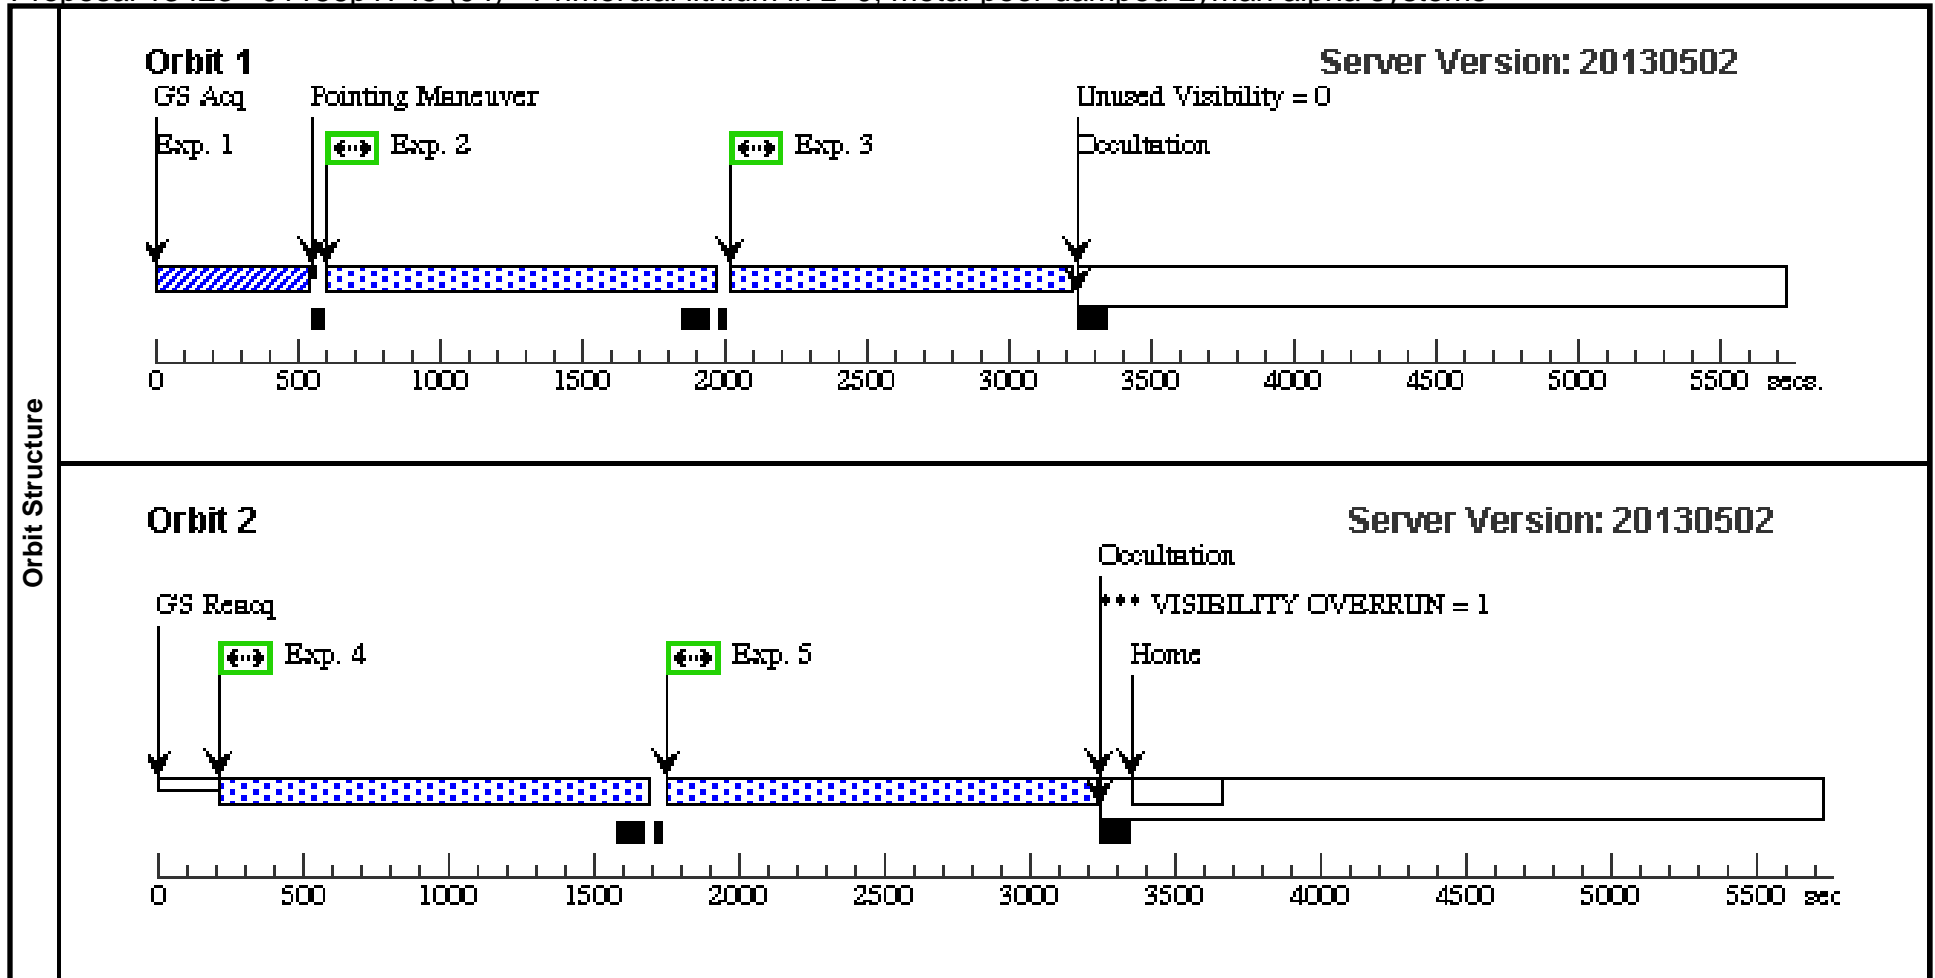 Orbit Structure
Orbit 1
Server Version: 20130502
GS Acq
Pointing Maneuver
Unused Visibility = 0
Exp. 1
Exp. 2
Exp. 3
Occultation
0 500 1000 1500 2000 2500 3000 3500 4000 4500 5000 5500 secs.
Orbit 2
Server Version: 20130502
Occultation
GS Reacq
*** VISIBILITY OVERRUN = 1
Exp. 4
Exp. 5
Home
0 500 1000 1500 2000 2500 3000 3500 4000 4500 5000 5500 sec